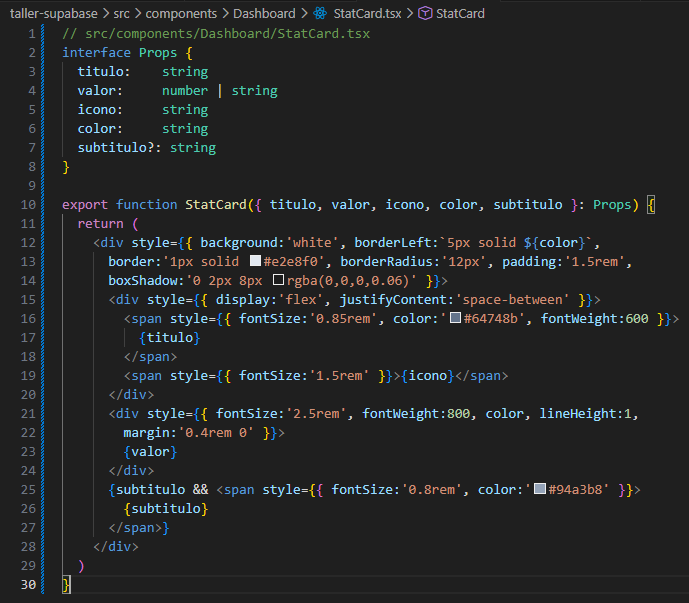 taller-supabase > src > components > Dashboard > StatCard.tsx > StatCard
1 // src/components/Dashboard/StatCard.tsx
2 interface Props {
3   titulo:    string
4   valor:     number | string
5   icono:     string
6   color:     string
7   subtitulo?: string
8 }
9
10 export function StatCard({ titulo, valor, icono, color, subtitulo }: Props) {
11   return (
12     <div style={{ background:'white', borderLeft:`5px solid ${color}`,
13       border:'1px solid #e2e8f0', borderRadius:'12px', padding:'1.5rem',
14       boxShadow:'0 2px 8px rgba(0,0,0,0.06)' }}>
15       <div style={{ display:'flex', justifyContent:'space-between' }}>
16         <span style={{ fontSize:'0.85rem', color:'#64748b', fontWeight:600 }}>
17           {titulo}
18         </span>
19         <span style={{ fontSize:'1.5rem' }}>{icono}</span>
20       </div>
21       <div style={{ fontSize:'2.5rem', fontWeight:800, color, lineHeight:1,
22         margin:'0.4rem 0' }}>
23         {valor}
24       </div>
25       {subtitulo && <span style={{ fontSize:'0.8rem', color:'#94a3b8' }}>
26         {subtitulo}
27       </span>}
28     </div>
29   )
30 }